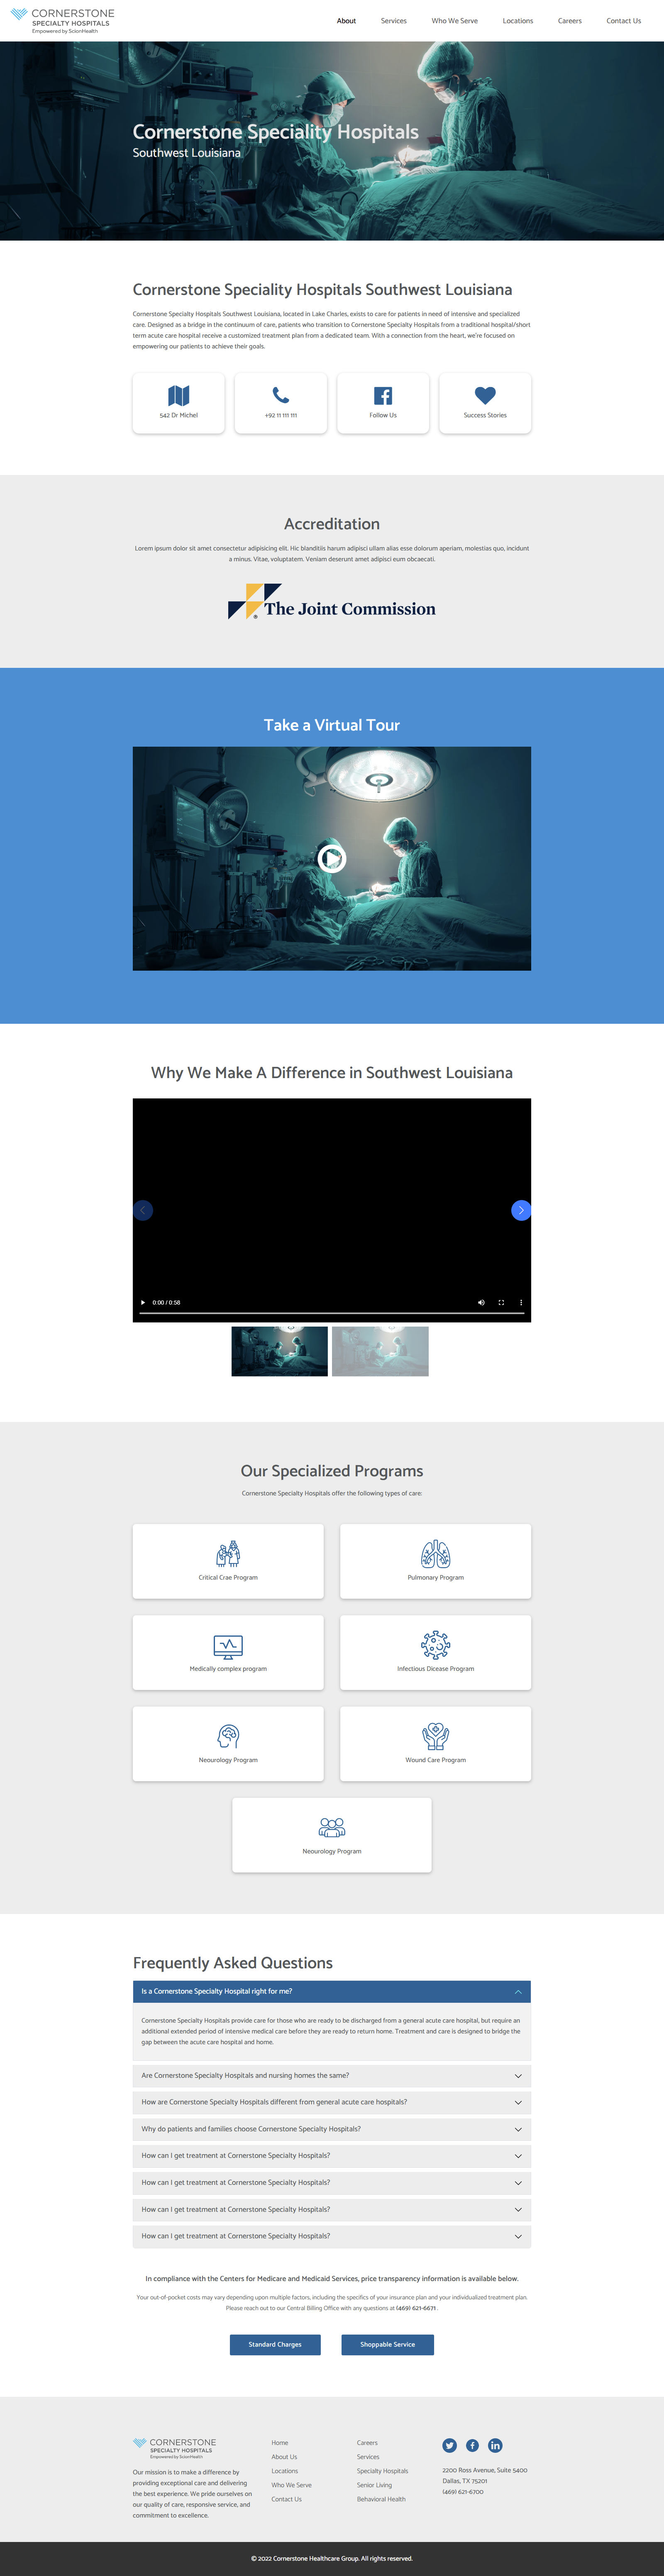 CORNERSTONE
SPECIALTY HOSPITALS
Empowered by ScionHealth
About Services Who We Serve Locations Careers Contact Us
Cornerstone Speciality Hospitals
Southwest Louisiana
Cornerstone Speciality Hospitals Southwest Louisiana
Cornerstone Specialty Hospitals Southwest Louisiana, located in Lake Charles, exists to care for patients in need of intensive and specialized
care. Designed as a bridge in the continuum of care, patients who transition to Cornerstone Specialty Hospitals from a traditional hospital/short
term acute care hospital receive a customized treatment plan from a dedicated team. With a connection from the heart, we're focused on
empowering our patients to achieve their goals.
542 Dr Michel
+92 11 111 111
Follow Us
Success Stories
Accreditation
Lorem ipsum dolor sit amet consectetur adipisicing elit. Hic blanditiis harum adipisci ullam alias esse dolorum aperiam, molestias quo, incidunt
a minus. Vitae, voluptatem. Veniam deserunt amet adipisci eum obcaecati.
The Joint Commission
®
Take a Virtual Tour
Why We Make A Difference in Southwest Louisiana
0:00 / 0:58
Our Specialized Programs
Cornerstone Specialty Hospitals offer the following types of care:
Critical Crae Program
Pulmonary Program
Medically complex program
Infectious Dicease Program
Neourology Program
Wound Care Program
Neourology Program
Frequently Asked Questions
Is a Cornerstone Specialty Hospital right for me?
Cornerstone Specialty Hospitals provide care for those who are ready to be discharged from a general acute care hospital, but require an
additional extended period of intensive medical care before they are ready to return home. Treatment and care is designed to bridge the
gap between the acute care hospital and home.
Are Cornerstone Specialty Hospitals and nursing homes the same?
How are Cornerstone Specialty Hospitals different from general acute care hospitals?
Why do patients and families choose Cornerstone Specialty Hospitals?
How can I get treatment at Cornerstone Specialty Hospitals?
How can I get treatment at Cornerstone Specialty Hospitals?
How can I get treatment at Cornerstone Specialty Hospitals?
How can I get treatment at Cornerstone Specialty Hospitals?
In compliance with the Centers for Medicare and Medicaid Services, price transparency information is available below.
Your out-of-pocket costs may vary depending upon multiple factors, including the specifics of your insurance plan and your individualized treatment plan.
Please reach out to our Central Billing Office with any questions at (469) 621-6671.
Standard Charges
Shoppable Service
CORNERSTONE
SPECIALTY HOSPITALS
Empowered by ScionHealth
Our mission is to make a difference by
providing exceptional care and delivering
the best experience. We pride ourselves on
our quality of care, responsive service, and
commitment to excellence.
Home
About Us
Locations
Who We Serve
Contact Us
Careers
Services
Specialty Hospitals
Senior Living
Behavioral Health
2200 Ross Avenue, Suite 5400
Dallas, TX 75201
(469) 621-6700
© 2022 Cornerstone Healthcare Group. All rights reserved.